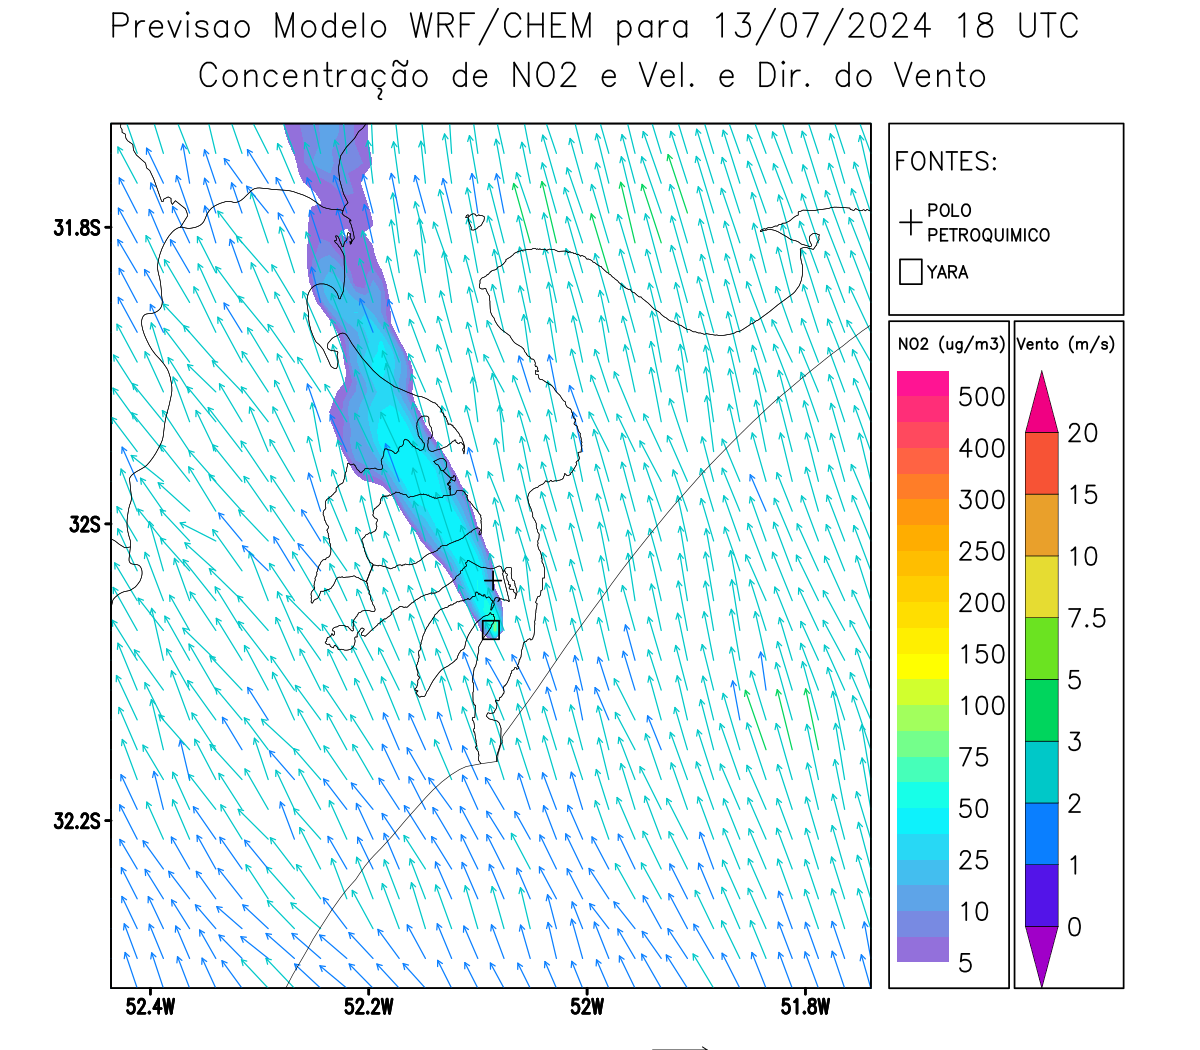 Previsao Modelo WRF/CHEM para 13/07/2024 18 UTC
Concentração de NO2 e Vel. e Dir. do Vento
FONTES:
POLO
PETROQUIMICO
YARA
NO2 (ug/m3)
500
400
300
250
200
150
100
75
50
25
10
5
Vento (m/s)
20
15
10
7.5
5
3
2
1
0
31.8S
32S
32.2S
52.4W
52.2W
52W
51.8W